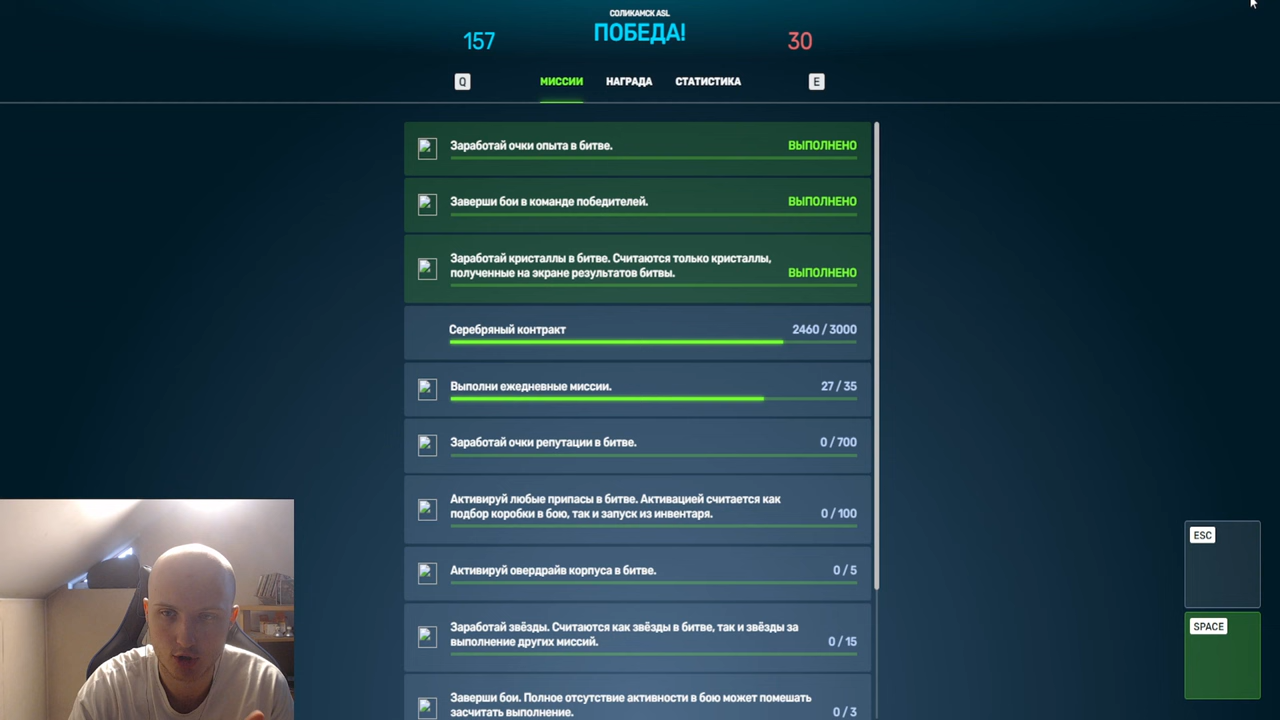 СОЛИКАМСК ASL
ПОБЕДА!
157
30
Q
МИССИИ
НАГРАДА
СТАТИСТИКА
E
Заработай очки опыта в битве.
ВЫПОЛНЕНО
Заверши бои в команде победителей.
ВЫПОЛНЕНО
Заработай кристаллы в битве. Считаются только кристаллы,
полученные на экране результатов битвы.
ВЫПОЛНЕНО
Серебряный контракт
2460 / 3000
Выполни ежедневные миссии.
27 / 35
Заработай очки репутации в битве.
0 / 700
Активируй любые припасы в битве. Активацией считается как
подбор коробки в бою, так и запуск из инвентаря.
0 / 100
Активируй овердрайв корпуса в битве.
0 / 5
Заработай звёзды. Считаются как звёзды в битве, так и звёзды за
выполнение других миссий.
0 / 15
Заверши бои. Полное отсутствие активности в бою может помешать
засчитать выполнение.
0 / 3
ESC
SPACE